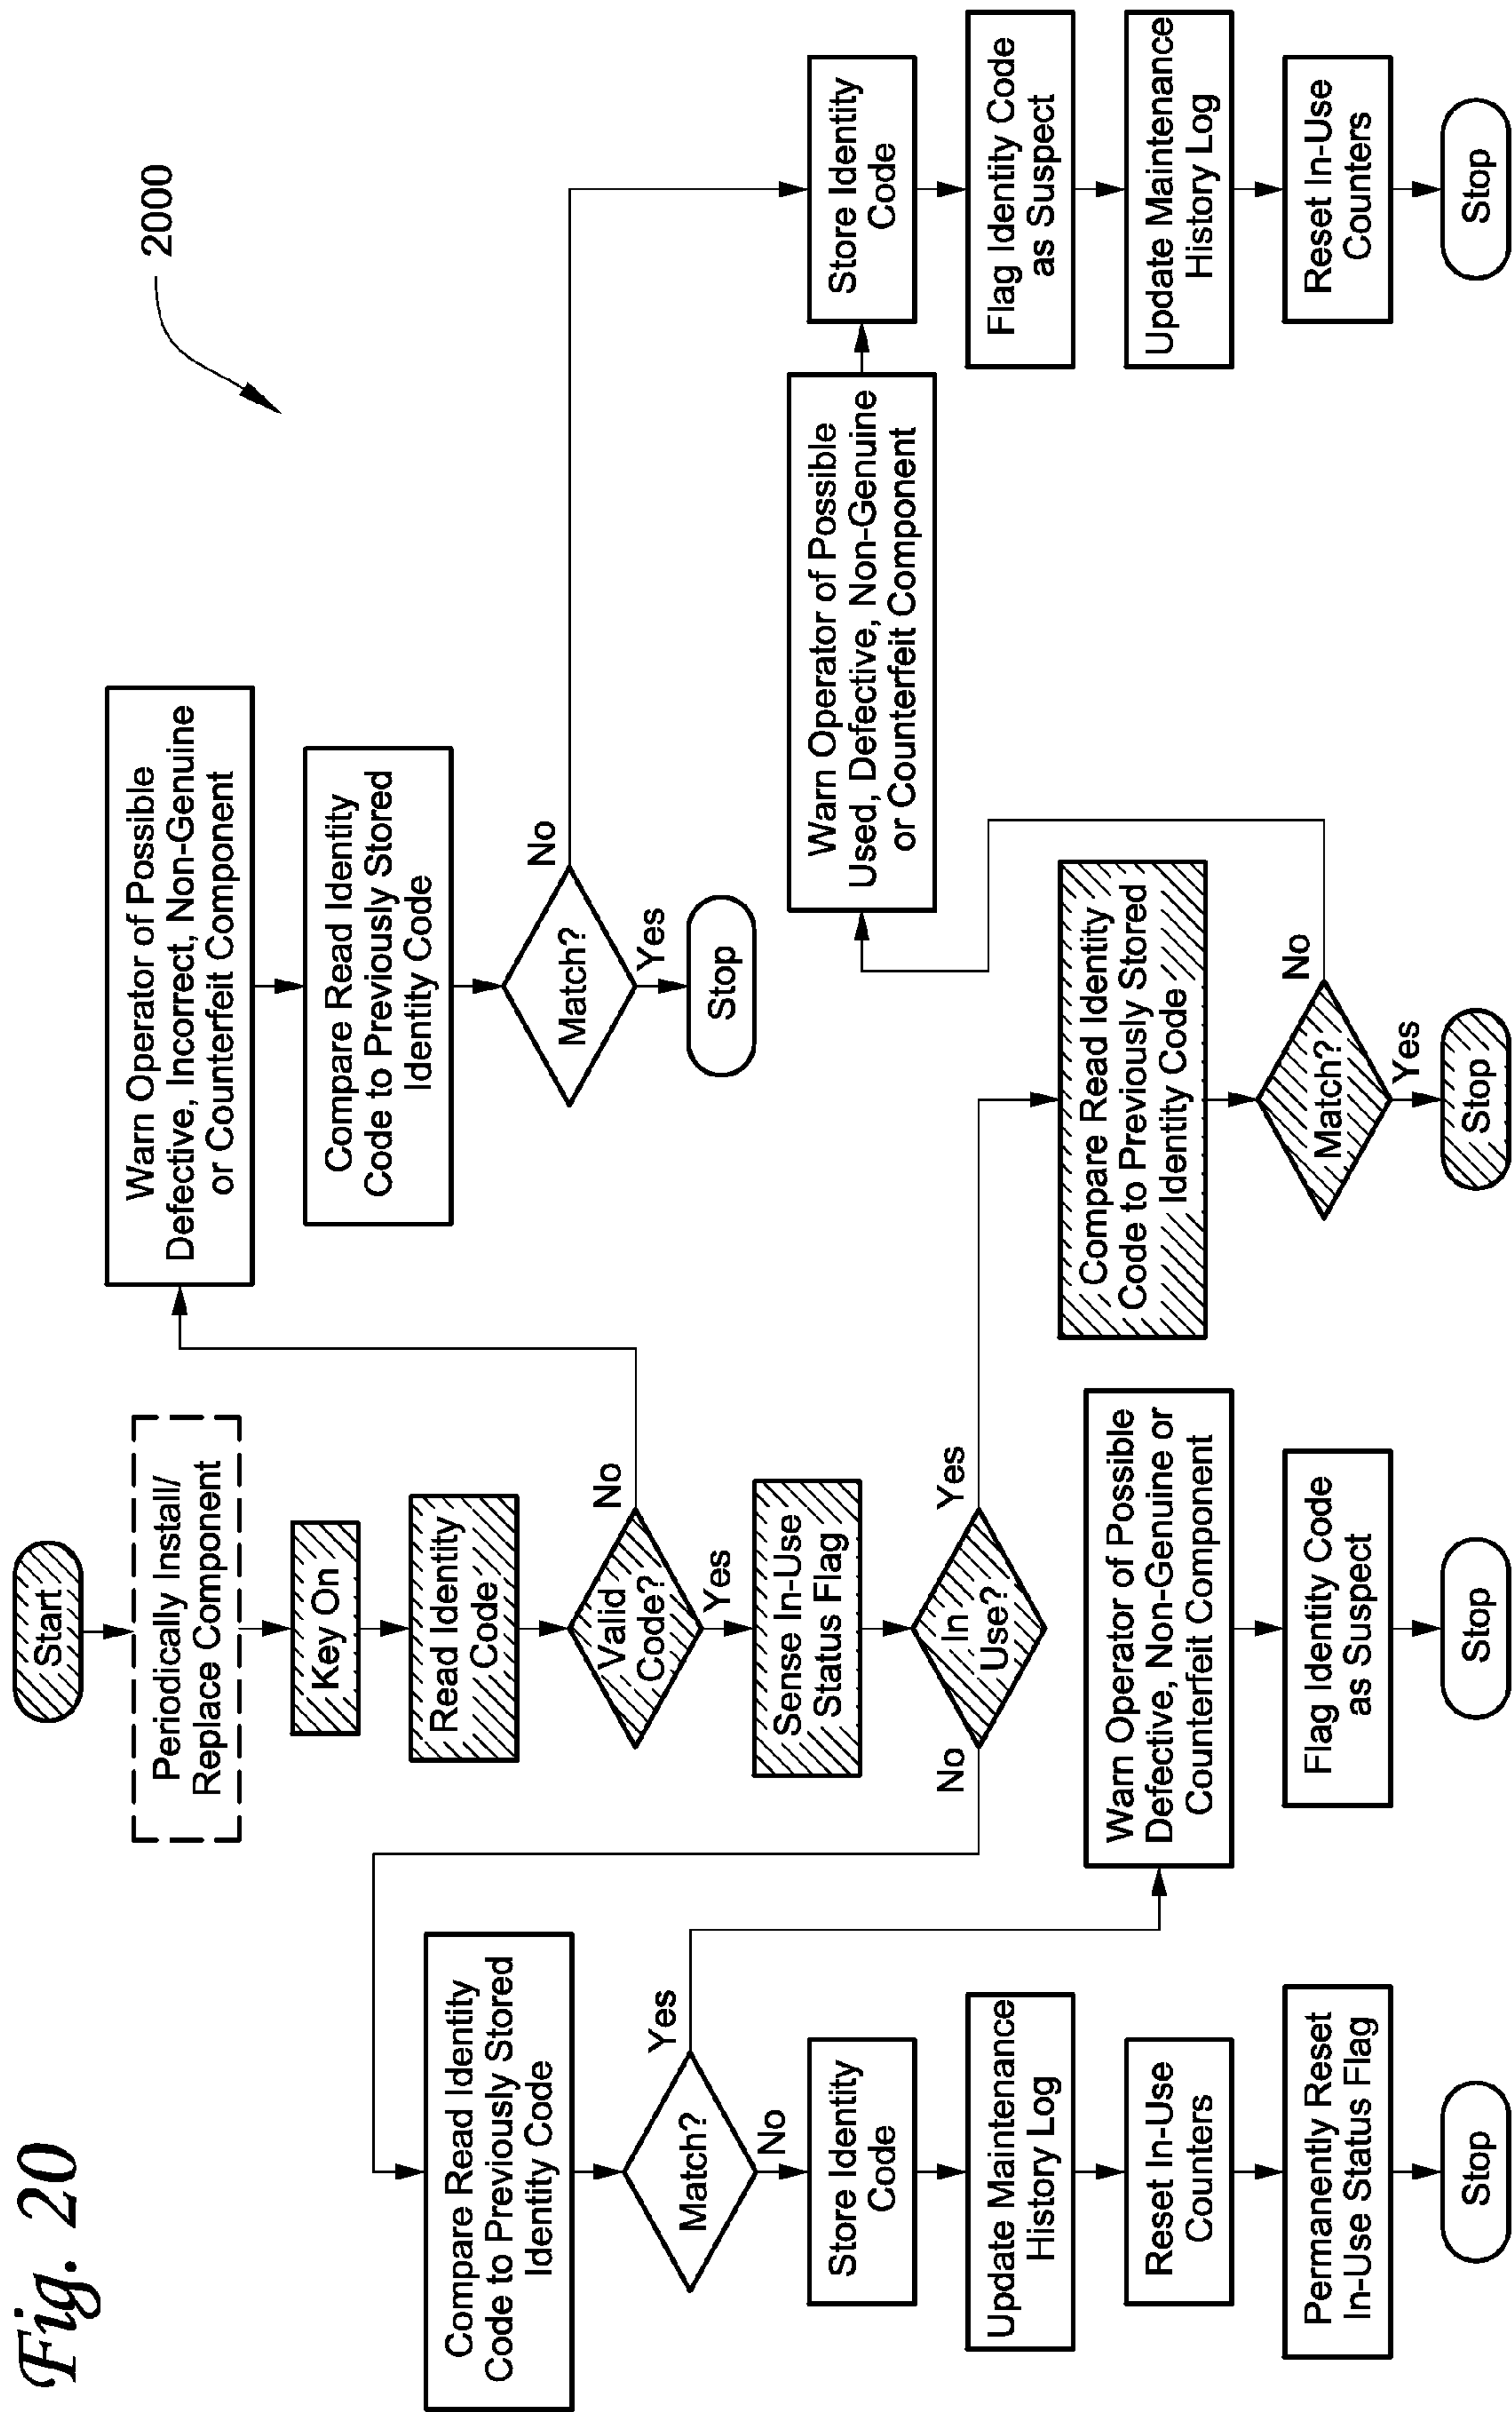 Fig. 20
2000
Start
Periodically Install/
Replace Component
Key On
Read Identity
Code
Valid
Code?
No
Yes
Warn Operator of Possible
Defective, Incorrect, Non-Genuine
or Counterfeit Component
Compare Read Identity
Code to Previously Stored
Identity Code
Match?
No
Yes
Stop
Sense In-Use
Status Flag
In
Use?
No
Yes
Compare Read Identity
Code to Previously Stored
Identity Code
Match?
Yes
No
Store Identity
Code
Update Maintenance
History Log
Reset In-Use
Counters
Permanently Reset
In-Use Status Flag
Stop
Warn Operator of Possible
Defective, Non-Genuine or
Counterfeit Component
Flag Identity Code
as Suspect
Stop
Compare Read Identity
Code to Previously Stored
Identity Code
Match?
No
Yes
Stop
Warn Operator of Possible
Used, Defective, Non-Genuine
or Counterfeit Component
Store Identity
Code
Flag Identity Code
as Suspect
Update Maintenance
History Log
Reset In-Use
Counters
Stop